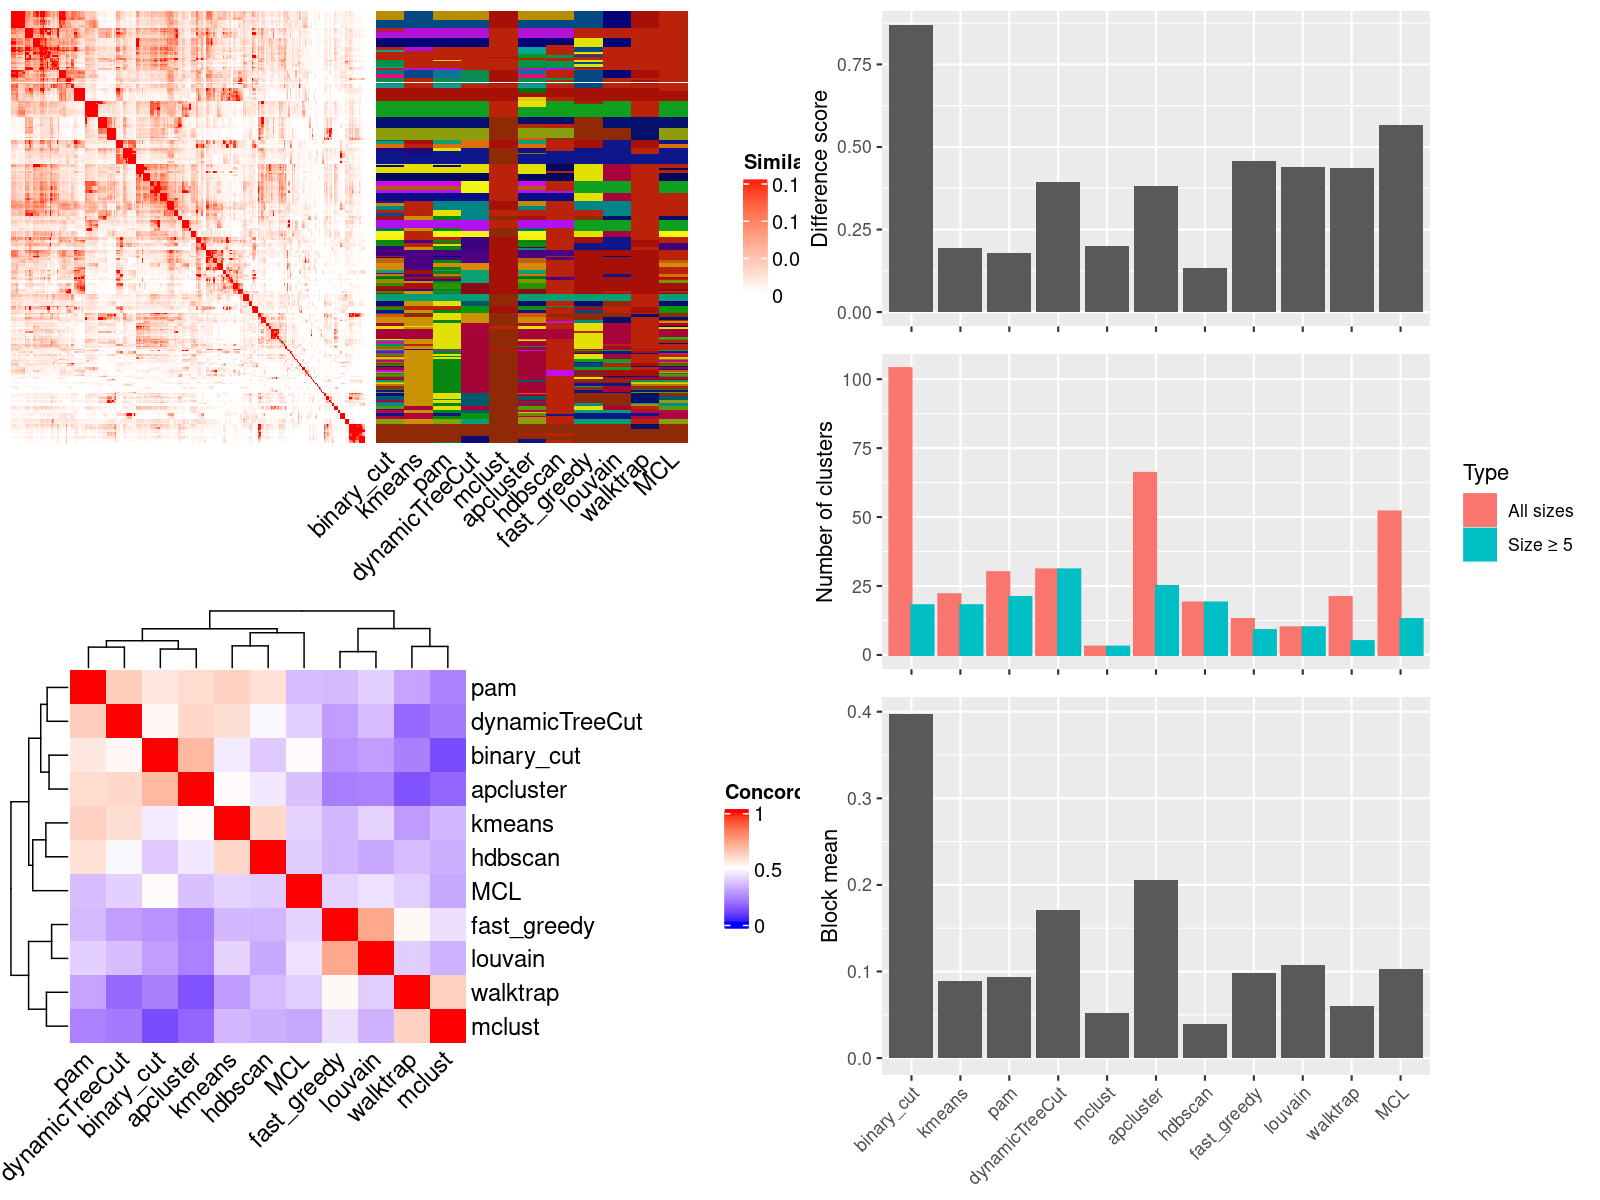 Simila
0.1
0.1
0.0
0
binary_cut
kmeans
pam
dynamicTreeCut
mclust
apcluster
hdbscan
fast_greedy
louvain
walktrap
MCL
Difference score
0.75
0.50
0.25
0.00
Number of clusters
100
75
50
25
0
Type
All sizes
Size ≥ 5
pam
dynamicTreeCut
binary_cut
apcluster
kmeans
hdbscan
MCL
fast_greedy
louvain
walktrap
mclust
pam
dynamicTreeCut
binary_cut
apcluster
kmeans
hdbscan
MCL
fast_greedy
louvain
walktrap
mclust
Concord
1
0.5
0
Block mean
0.4
0.3
0.2
0.1
0.0
binary_cut
kmeans
pam
dynamicTreeCut
mclust
apcluster
hdbscan
fast_greedy
louvain
walktrap
MCL